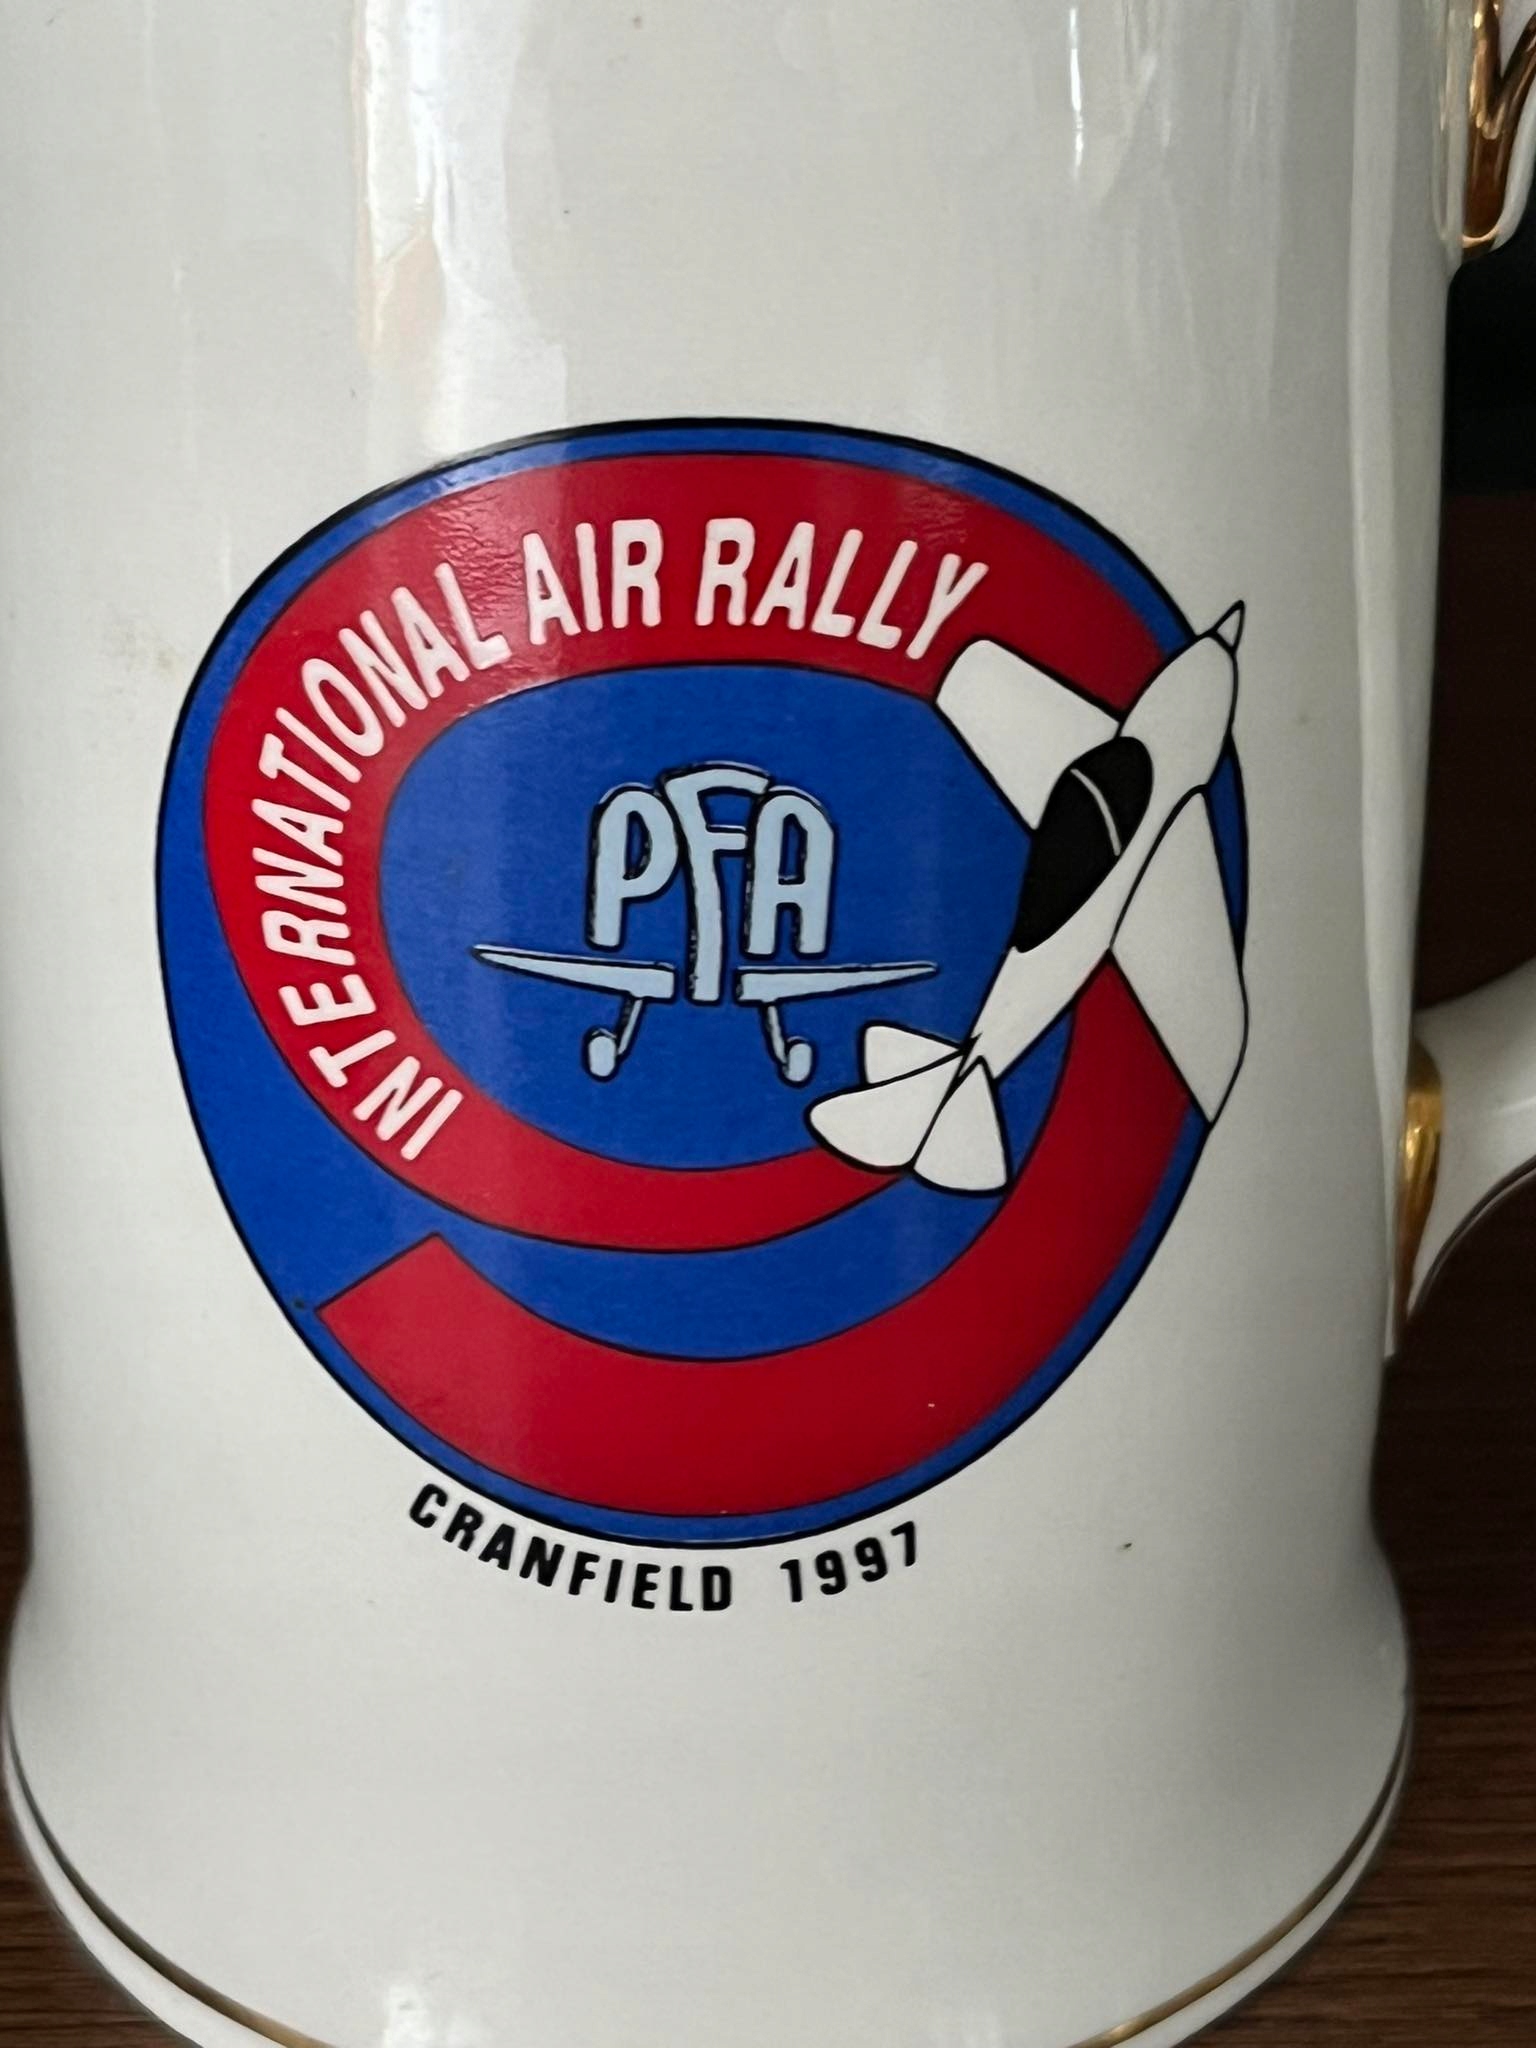 INTERNATIONAL AIR RALLY
PFA
CRANFIELD 1997